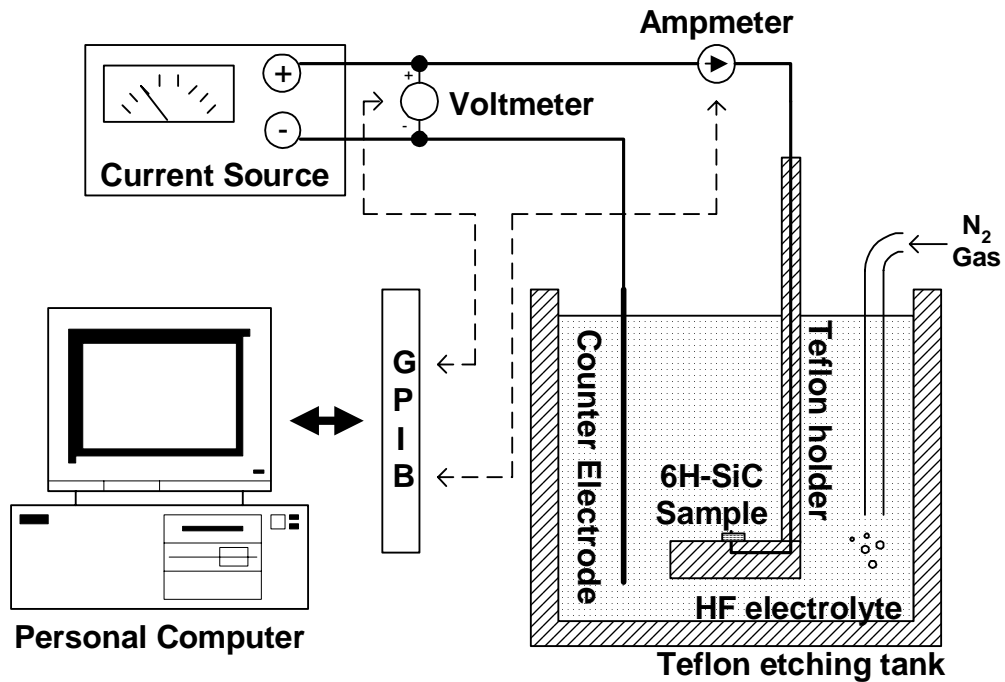 Ampmeter
+
+
Voltmeter
-
-
Current Source
N2
Gas
GPIB
Counter Electrode
Teflon holder
6H-SiC
Sample
HF electrolyte
Personal Computer
Teflon etching tank